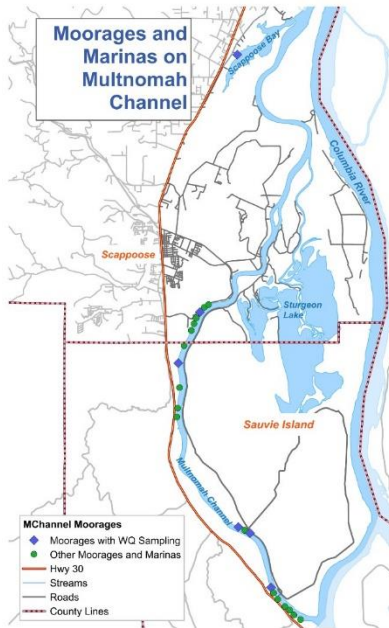 Moorages and
Marinas on
Multnomah
Channel
Scappoose Bay
Columbia River
Scappoose
Sturgeon
Lake
Sauvie Island
Multnomah Channel
MChannel Moorages
Moorages with WQ Sampling
Other Moorages and Marinas
Hwy 30
Streams
Roads
County Lines